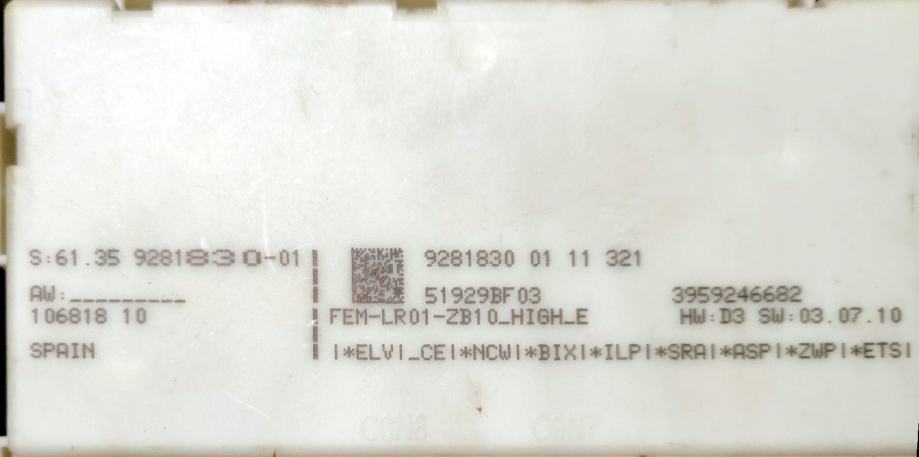 S:61.35 9281830-01
9281830 01 11 321
AW:_________
51929BF03 3959246682
106818 10
FEM-LR01-ZB10_HIGH_E HW:D3 SW:03.07.10
SPAIN
|*ELV|_CE|*NCW|*BIX|*ILP|*SRA|*ASP|*ZWP|*ETS|